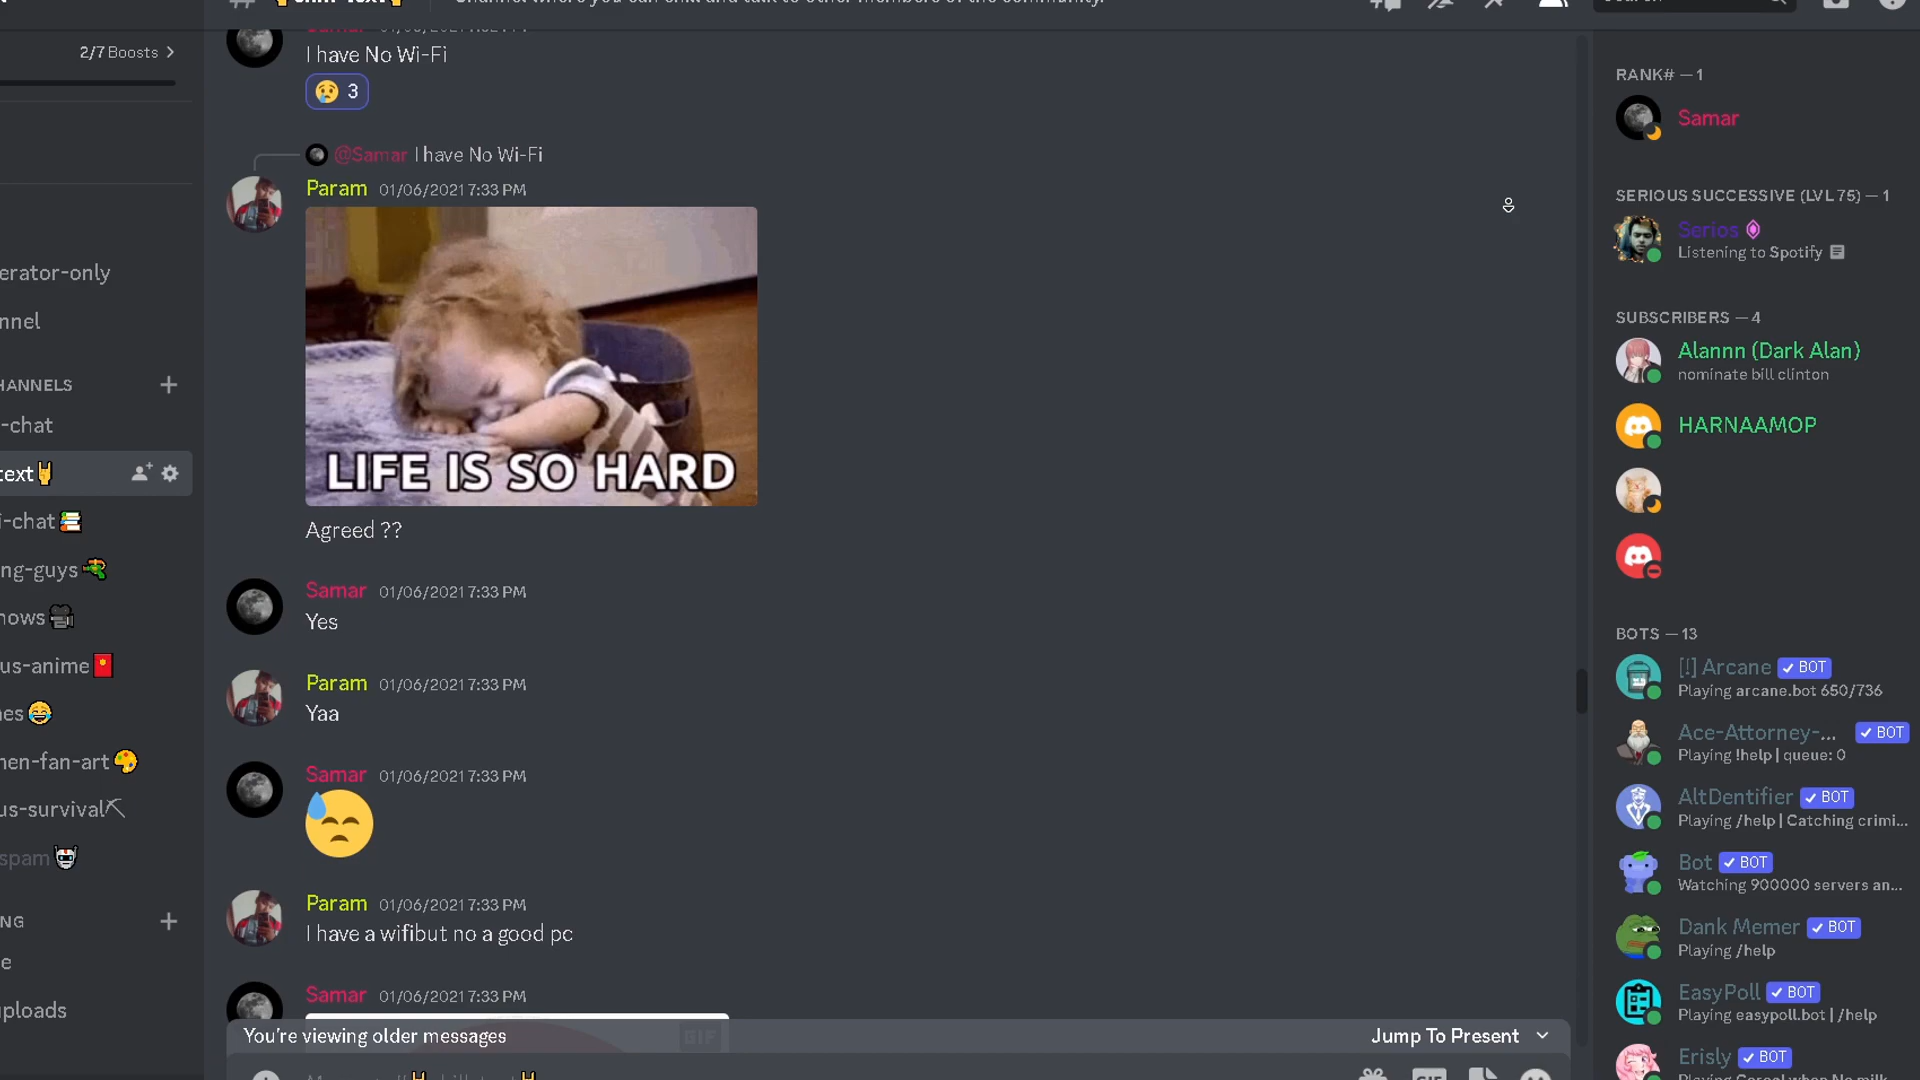 2/7 Boosts
erator-only
nnel
HANNELS
-chat
text🤘
i-chat
ng-guys🔫
hows🎥
us-anime
es😂
men-fan-art🎨
us-survival⛏
spam🤖
NG
e
uploads
I have No Wi-Fi
😢 3
@Samar I have No Wi-Fi
Param 01/06/2021 7:33 PM
LIFE IS SO HARD
Agreed ??
Samar 01/06/2021 7:33 PM
Yes
Param 01/06/2021 7:33 PM
Yaa
Samar 01/06/2021 7:33 PM
😓
Param 01/06/2021 7:33 PM
I have a wifibut no a good pc
Samar 01/06/2021 7:33 PM
GIF
You're viewing older messages
Jump To Present
RANK# — 1
Samar
SERIOUS SUCCESSIVE (LVL 75) — 1
Serios
Listening to Spotify
SUBSCRIBERS — 4
Alannn (Dark Alan)
nominate bill clinton
HARNAAMOP
BOTS — 13
[!] Arcane ✓ BOT
Playing arcane.bot 650/736
Ace-Attorney-... ✓ BOT
Playing !help | queue: 0
AltDentifier ✓ BOT
Playing /help | Catching crimi...
Bot ✓ BOT
Watching 900000 servers an...
Dank Memer ✓ BOT
Playing /help
EasyPoll ✓ BOT
Playing easypoll.bot | /help
Erisly ✓ BOT